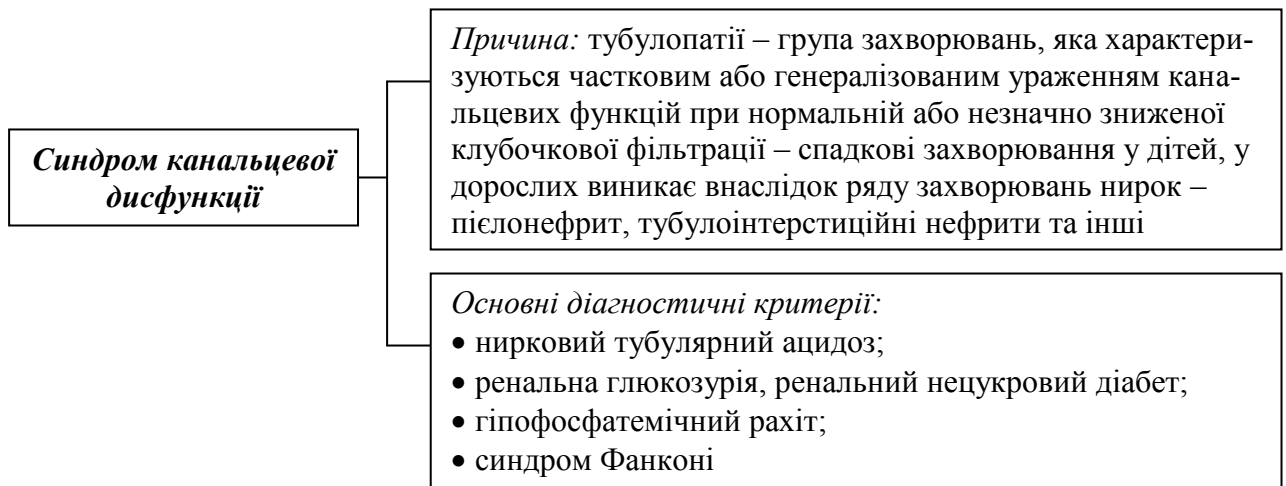 Синдром канальцевої
дисфункції
Причина: тубулопатії – група захворювань, яка характери-
зуються частковим або генералізованим ураженням кана-
льцевих функцій при нормальній або незначно зниженої
клубочкової фільтрації – спадкові захворювання у дітей, у
дорослих виникає внаслідок ряду захворювань нирок –
пієлонефрит, тубулоінтерстиційні нефрити та інші
Основні діагностичні критерії:
• нирковий тубулярний ацидоз;
• ренальна глюкозурія, ренальний нецукровий діабет;
• гіпофосфатемічний рахіт;
• синдром Фанконі